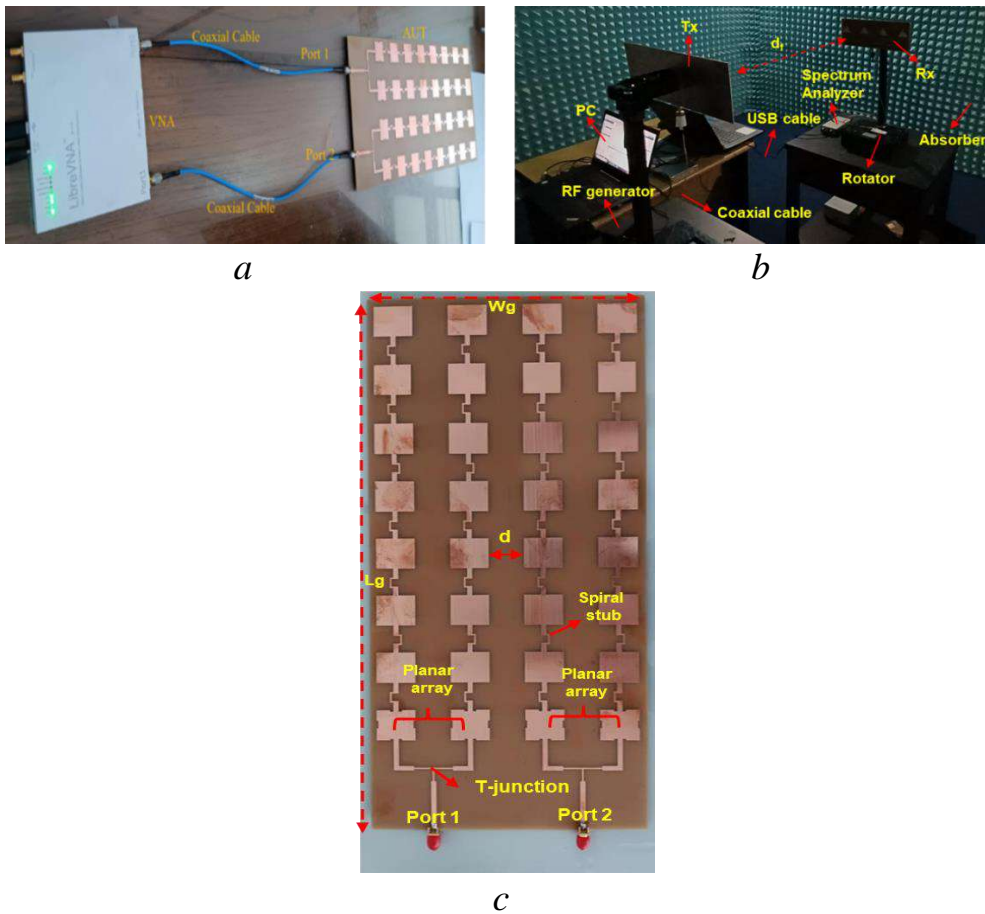 Coaxial Cable
AUT
Port 1
VNA
LibreVNA
Port 2
Coaxial Cable
a
Tx
d₁
Rx
Spectrum
Analyzer
PC
USB cable
Absorber
Rotator
RF generator
Coaxial cable
b
Wg
d
Lg
Spiral
stub
Planar
array
Planar
array
T-junction
Port 1
Port 2
c